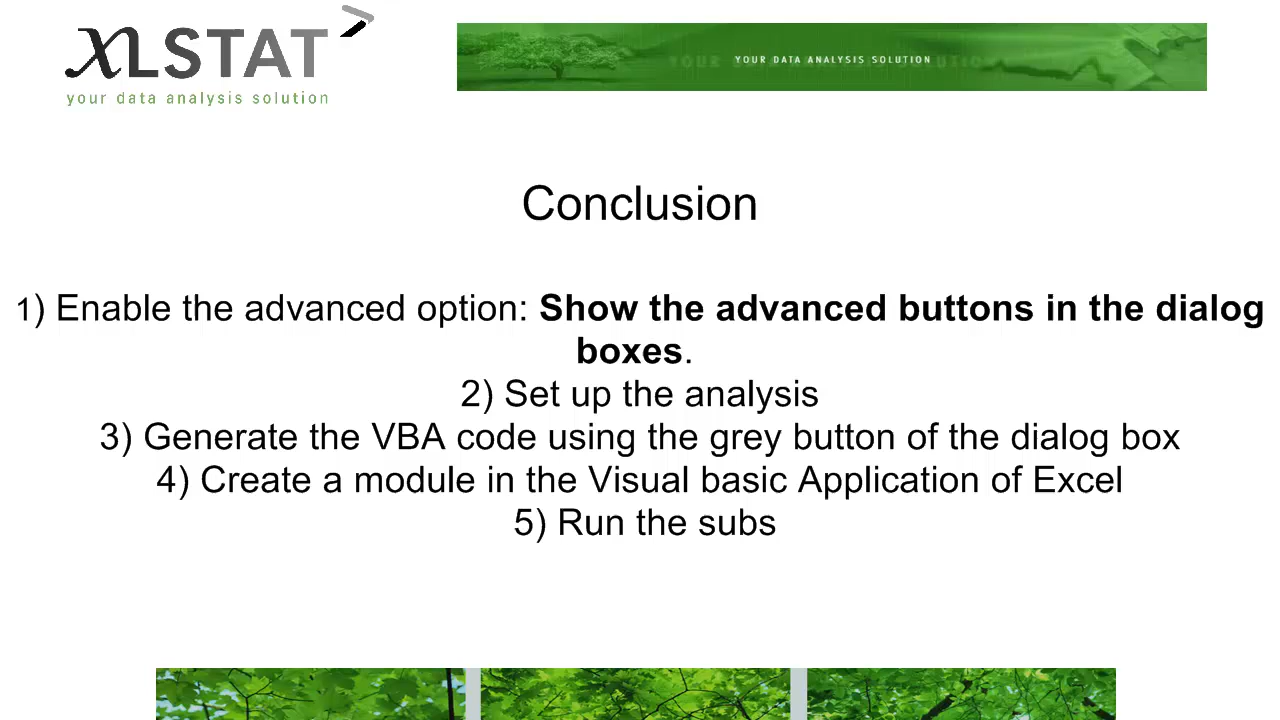 XLSTAT
your data analysis solution
YOUR DATA ANALYSIS SOLUTION
Conclusion
1) Enable the advanced option: Show the advanced buttons in the dialog
boxes.
2) Set up the analysis
3) Generate the VBA code using the grey button of the dialog box
4) Create a module in the Visual basic Application of Excel
5) Run the subs